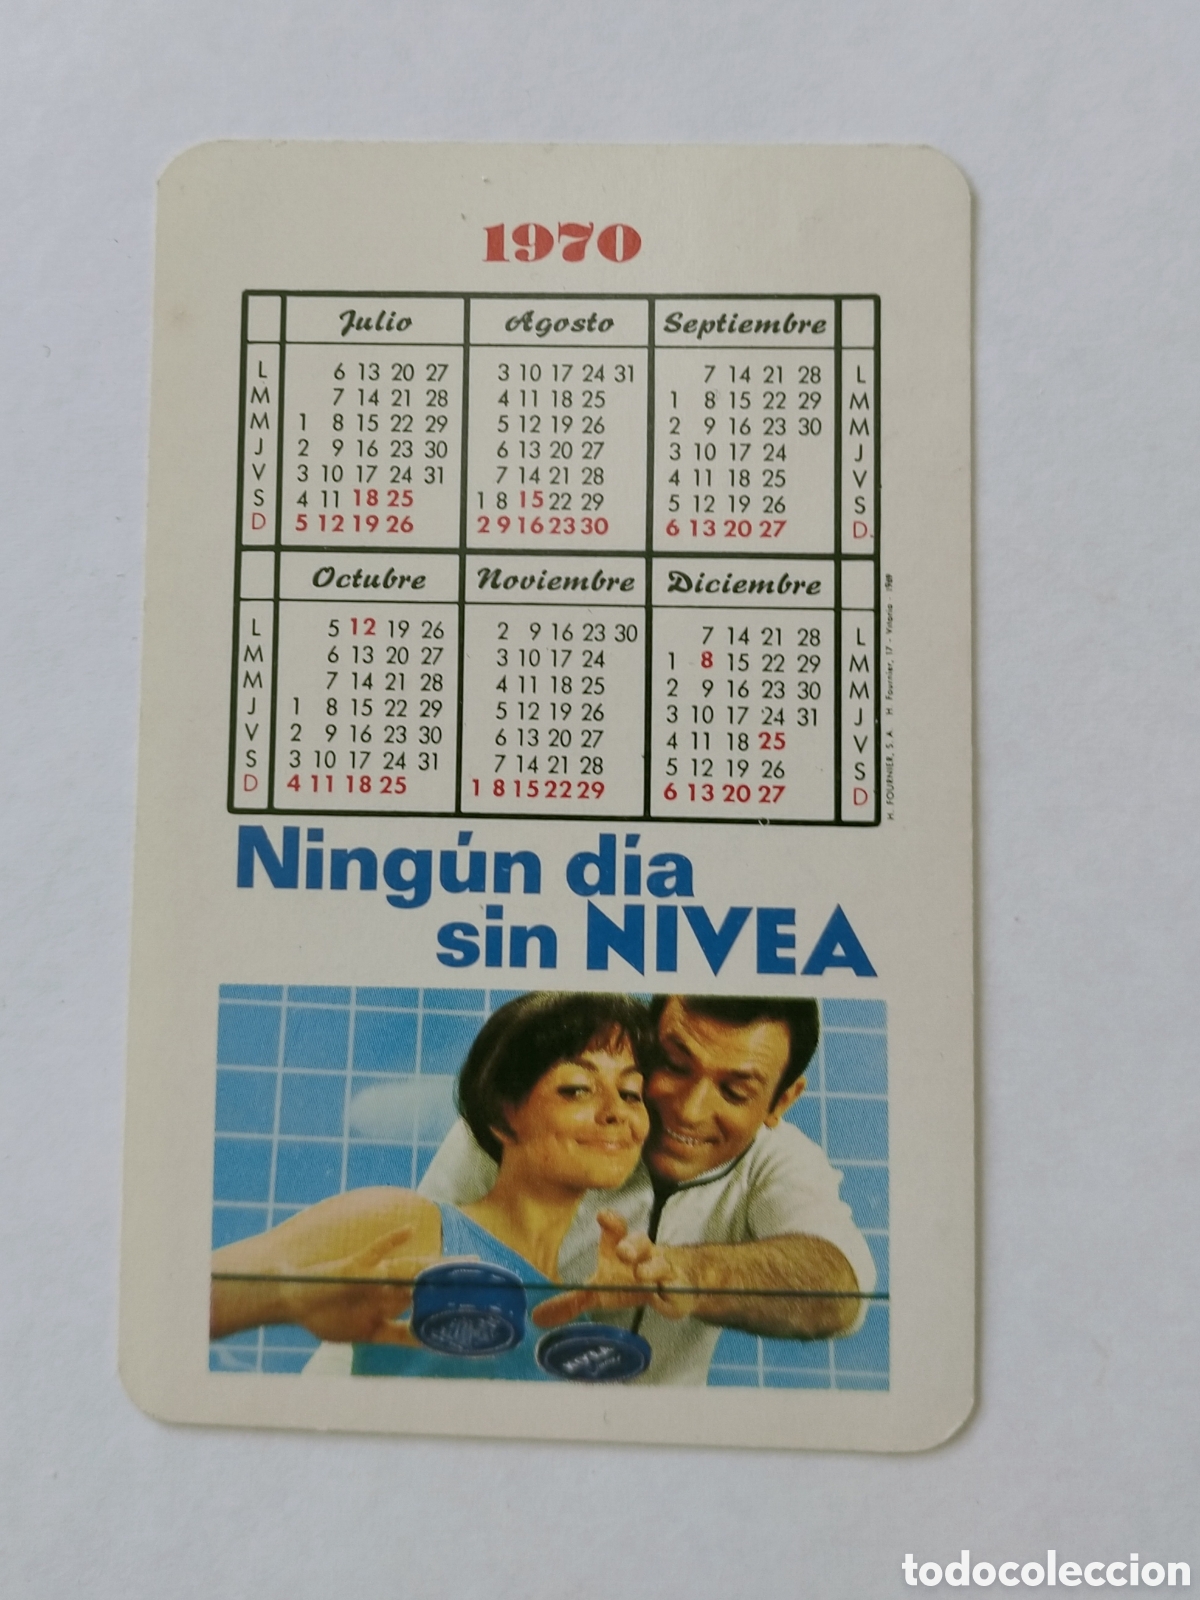 1970
Julio Agosto Septiembre
L 6 13 20 27 3 10 17 24 31 7 14 21 28 L
M 7 14 21 28 4 11 18 25 1 8 15 22 29 M
M 1 8 15 22 29 5 12 19 26 2 9 16 23 30 M
J 2 9 16 23 30 6 13 20 27 3 10 17 24 J
V 3 10 17 24 31 7 14 21 28 4 11 18 25 V
S 4 11 18 25 1 8 15 22 29 5 12 19 26 S
D 5 12 19 26 2 9 16 23 30 6 13 20 27 D
Octubre Noviembre Diciembre
L 5 12 19 26 2 9 16 23 30 7 14 21 28 L
M 6 13 20 27 3 10 17 24 1 8 15 22 29 M
M 7 14 21 28 4 11 18 25 2 9 16 23 30 M
J 1 8 15 22 29 5 12 19 26 3 10 17 24 31 J
V 2 9 16 23 30 6 13 20 27 4 11 18 25 V
S 3 10 17 24 31 7 14 21 28 5 12 19 26 S
D 4 11 18 25 1 8 15 22 29 6 13 20 27 D
H. FOURNIER, S. A. H. Fournier, 17 - Vitoria - 1969
Ningún día
sin NIVEA
NIVEA
todocoleccion